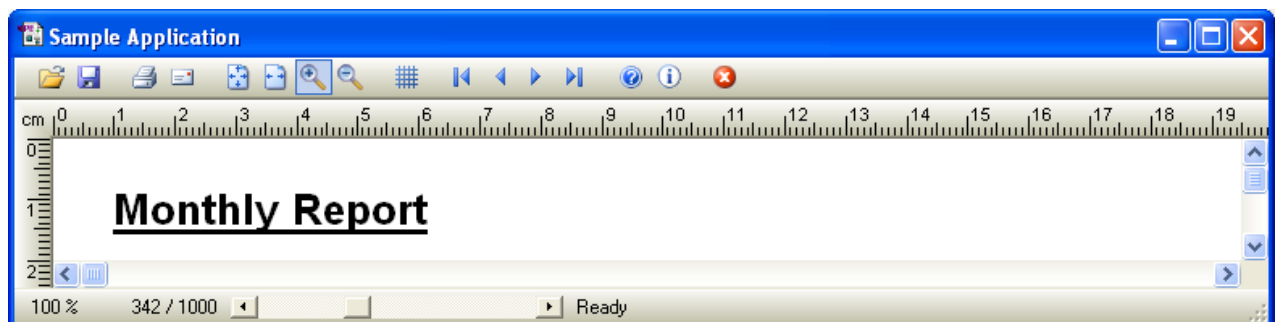 Sample Application
cm 0 1 2 3 4 5 6 7 8 9 10 11 12 13 14 15 16 17 18 19
0
Monthly Report
1
2
100 % 342 / 1000 Ready